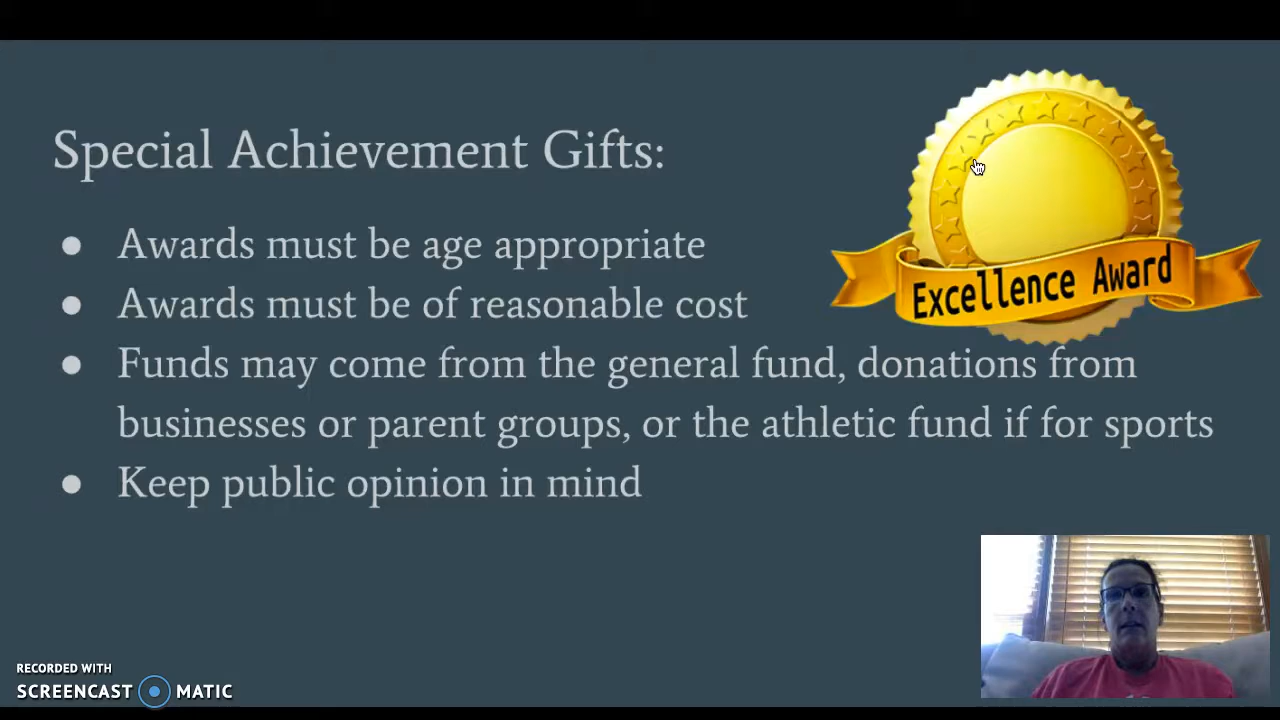 Special Achievement Gifts:
● Awards must be age appropriate
● Awards must be of reasonable cost
● Funds may come from the general fund, donations from
businesses or parent groups, or the athletic fund if for sports
● Keep public opinion in mind
Excellence Award
RECORDED WITH
SCREENCAST MATIC